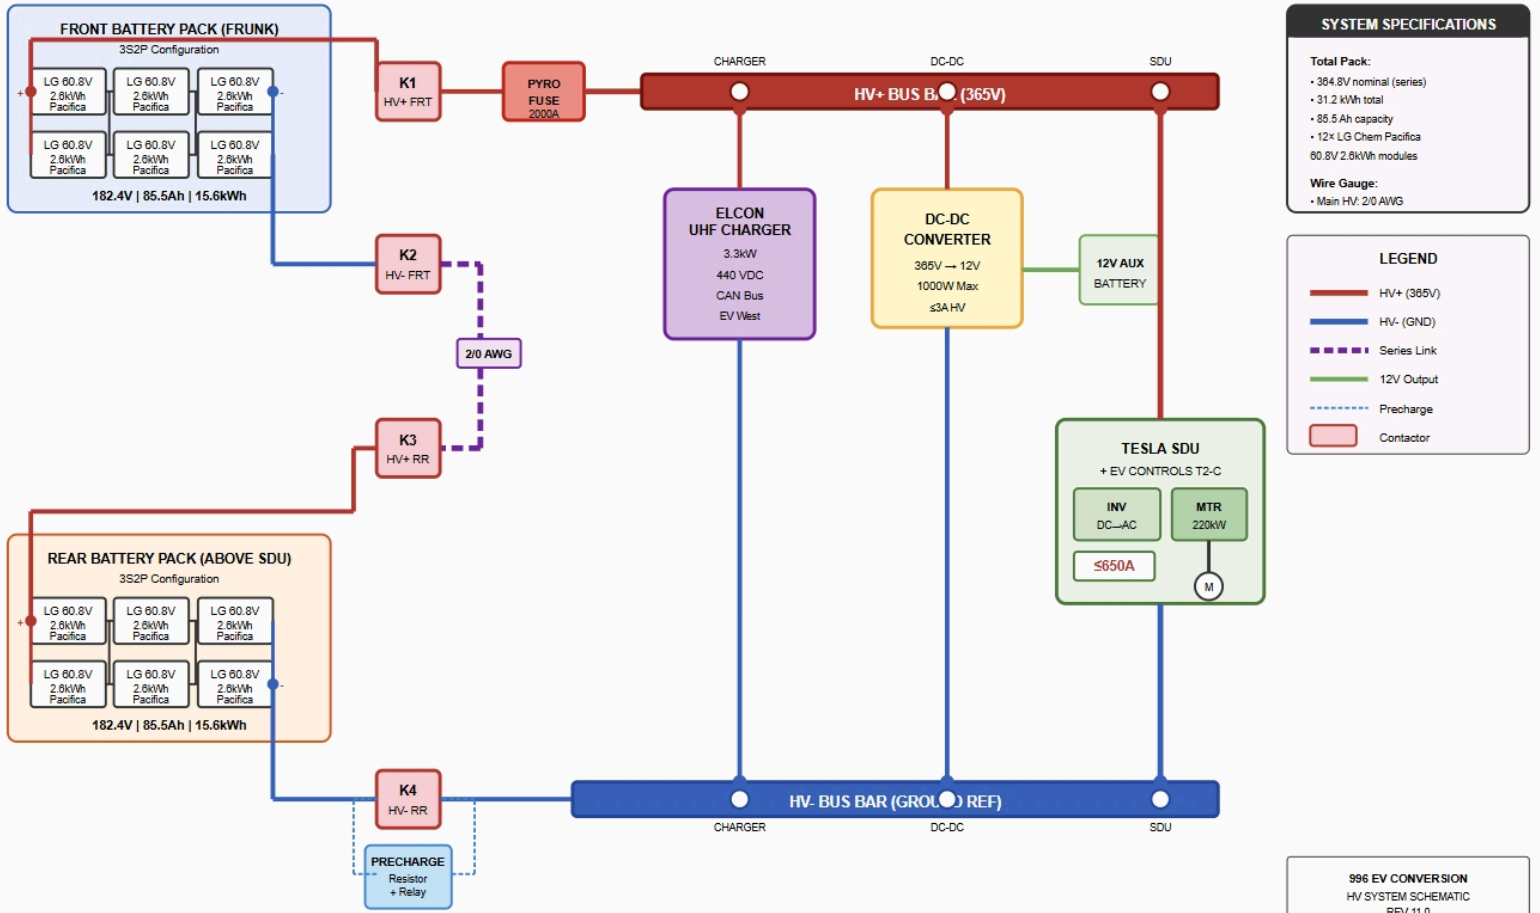 FRONT BATTERY PACK (FRUNK)
3S2P Configuration
LG 60.8V
2.6kWh
Pacifica
LG 60.8V
2.6kWh
Pacifica
LG 60.8V
2.6kWh
Pacifica
+
-
LG 60.8V
2.6kWh
Pacifica
LG 60.8V
2.6kWh
Pacifica
LG 60.8V
2.6kWh
Pacifica
182.4V | 85.5Ah | 15.6kWh
K1
HV+ FRT
PYRO
FUSE
2000A
CHARGER
DC-DC
SDU
HV+ BUS BA (365V)
K2
HV- FRT
2/0 AWG
K3
HV+ RR
ELCON
UHF CHARGER
3.3kW
440 VDC
CAN Bus
EV West
DC-DC
CONVERTER
365V → 12V
1000W Max
≤3A HV
12V AUX
BATTERY
TESLA SDU
+ EV CONTROLS T2-C
INV
DC→AC
MTR
220kW
≤650A
M
REAR BATTERY PACK (ABOVE SDU)
3S2P Configuration
LG 60.8V
2.6kWh
Pacifica
LG 60.8V
2.6kWh
Pacifica
LG 60.8V
2.6kWh
Pacifica
+
LG 60.8V
2.6kWh
Pacifica
LG 60.8V
2.6kWh
Pacifica
LG 60.8V
2.6kWh
Pacifica
-
182.4V | 85.5Ah | 15.6kWh
K4
HV- RR
PRECHARGE
Resistor
+ Relay
HV- BUS BAR (GROU D REF)
CHARGER
DC-DC
SDU
SYSTEM SPECIFICATIONS
Total Pack:
• 364.8V nominal (series)
• 31.2 kWh total
• 85.5 Ah capacity
• 12× LG Chem Pacifica
60.8V 2.6kWh modules
Wire Gauge:
• Main HV: 2/0 AWG
LEGEND
HV+ (365V)
HV- (GND)
Series Link
12V Output
Precharge
Contactor
996 EV CONVERSION
HV SYSTEM SCHEMATIC
REV 11.0